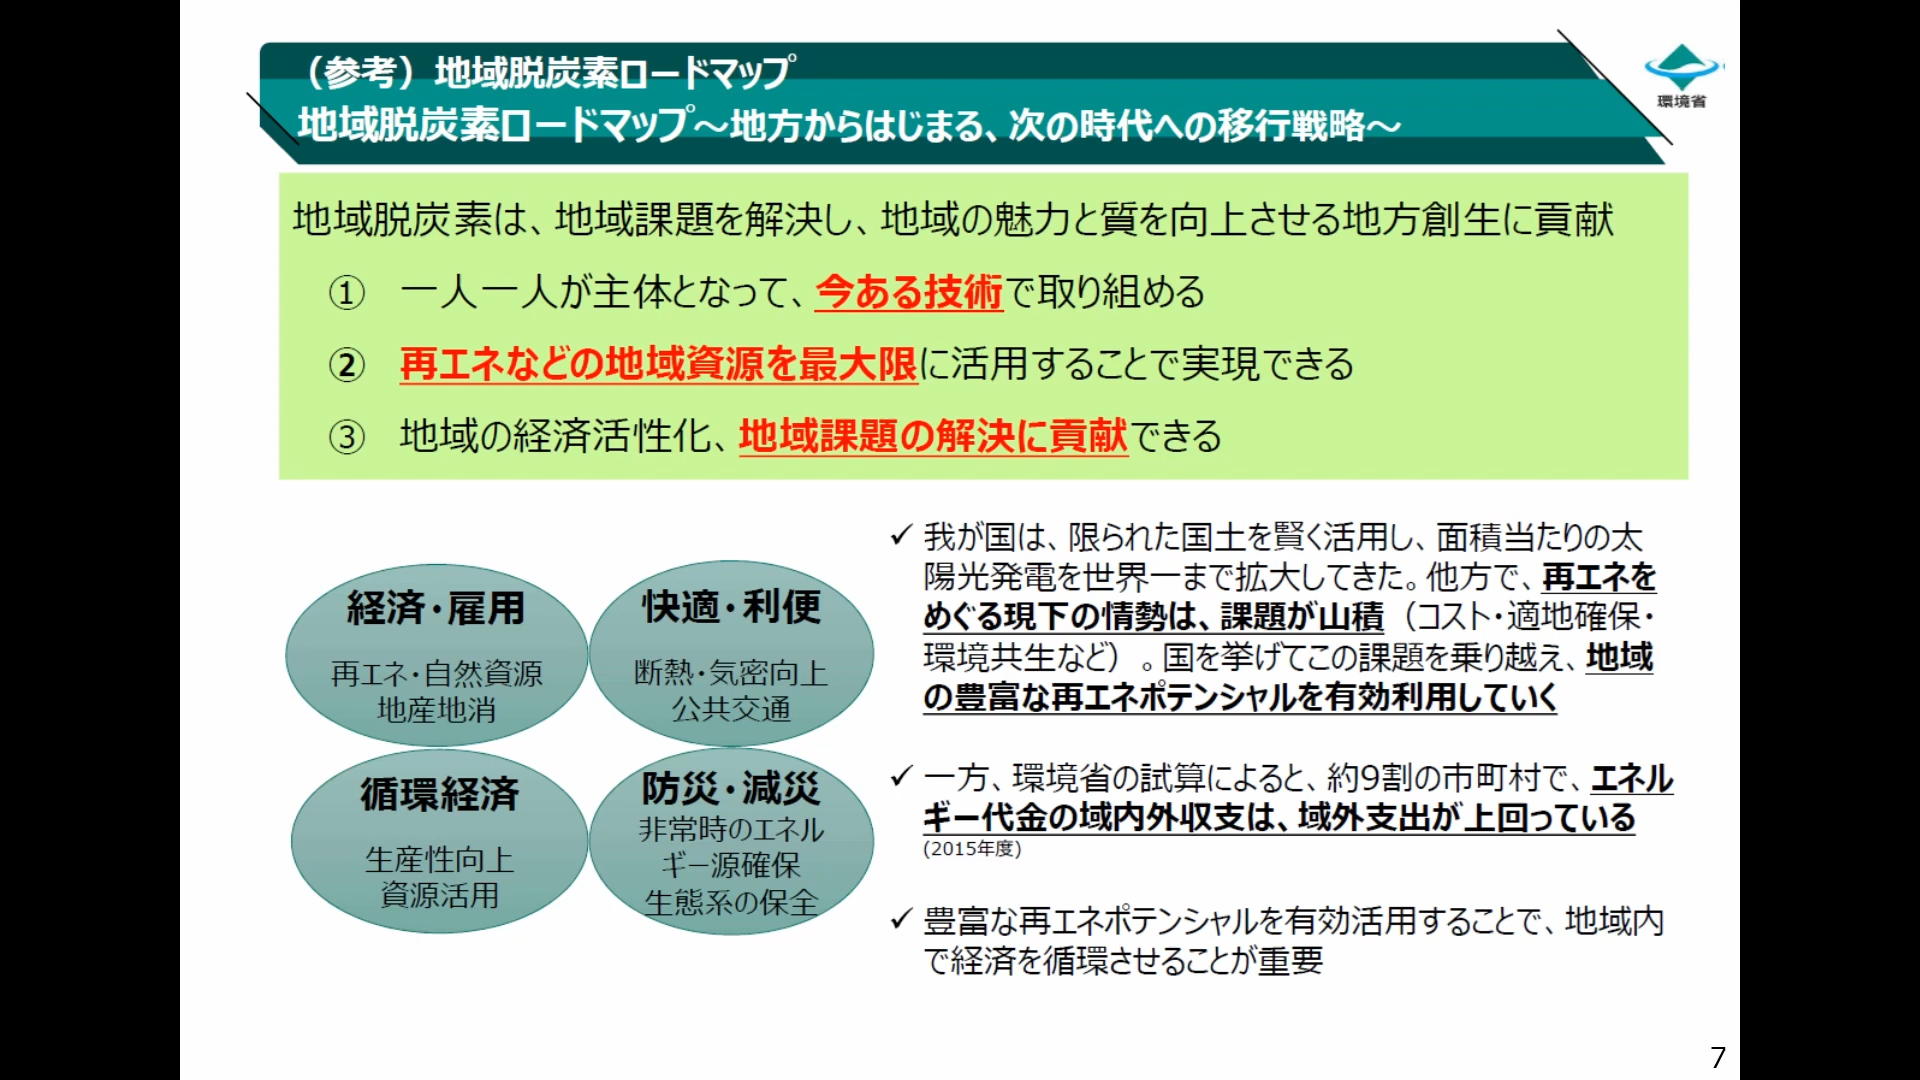 （参考）地域脱炭素ロードマップ
地域脱炭素ロードマップ～地方からはじまる、次の時代への移行戦略～
環境省
地域脱炭素は、地域課題を解決し、地域の魅力と質を向上させる地方創生に貢献
① 一人一人が主体となって、今ある技術で取り組める
② 再エネなどの地域資源を最大限に活用することで実現できる
③ 地域の経済活性化、地域課題の解決に貢献できる
経済・雇用
再エネ・自然資源
地産地消
快適・利便
断熱・気密向上
公共交通
循環経済
生産性向上
資源活用
防災・減災
非常時のエネル
ギー源確保
生態系の保全
✓ 我が国は、限られた国土を賢く活用し、面積当たりの太
陽光発電を世界一まで拡大してきた。他方で、再エネを
めぐる現下の情勢は、課題が山積（コスト・適地確保・
環境共生など）。国を挙げてこの課題を乗り越え、地域
の豊富な再エネポテンシャルを有効利用していく
✓ 一方、環境省の試算によると、約９割の市町村で、エネル
ギー代金の域内外収支は、域外支出が上回っている
(2015年度)
✓ 豊富な再エネポテンシャルを有効活用することで、地域内
で経済を循環させることが重要
7